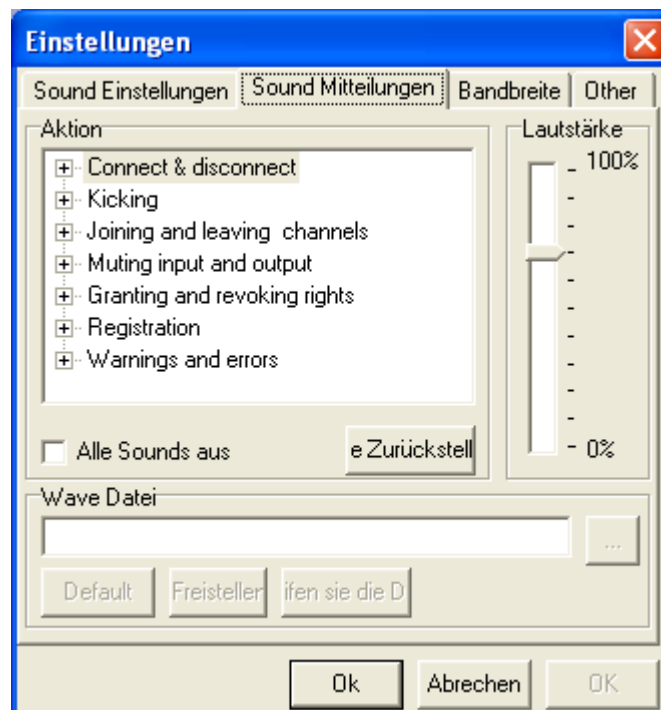 Einstellungen
Sound Einstellungen Sound Mitteilungen Bandbreite Other
Aktion
Connect & disconnect
Kicking
Joining and leaving channels
Muting input and output
Granting and revoking rights
Registration
Warnings and errors
Alle Sounds aus
e Zurückstell
Lautstärke
100%
0%
Wave Datei
...
Default Freisteller ifen sie die D
Ok Abrechen OK